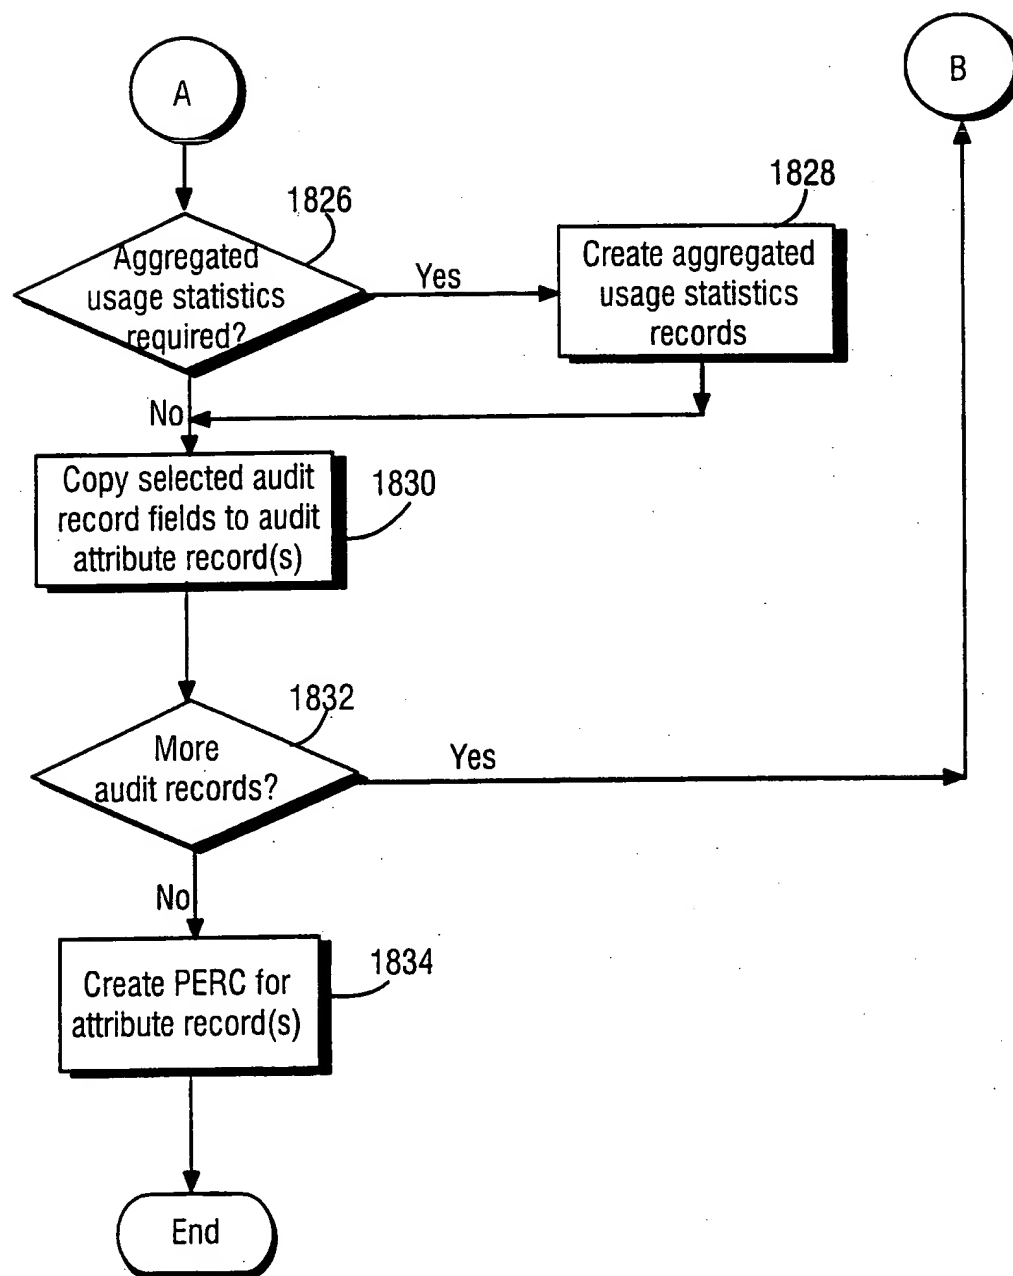 A
B
1826
1828
Aggregated
usage statistics
required?
Yes
Create aggregated
usage statistics
records
No
Copy selected audit
record fields to audit
attribute record(s)
1830
1832
More
audit records?
Yes
No
Create PERC for
attribute record(s)
1834
End